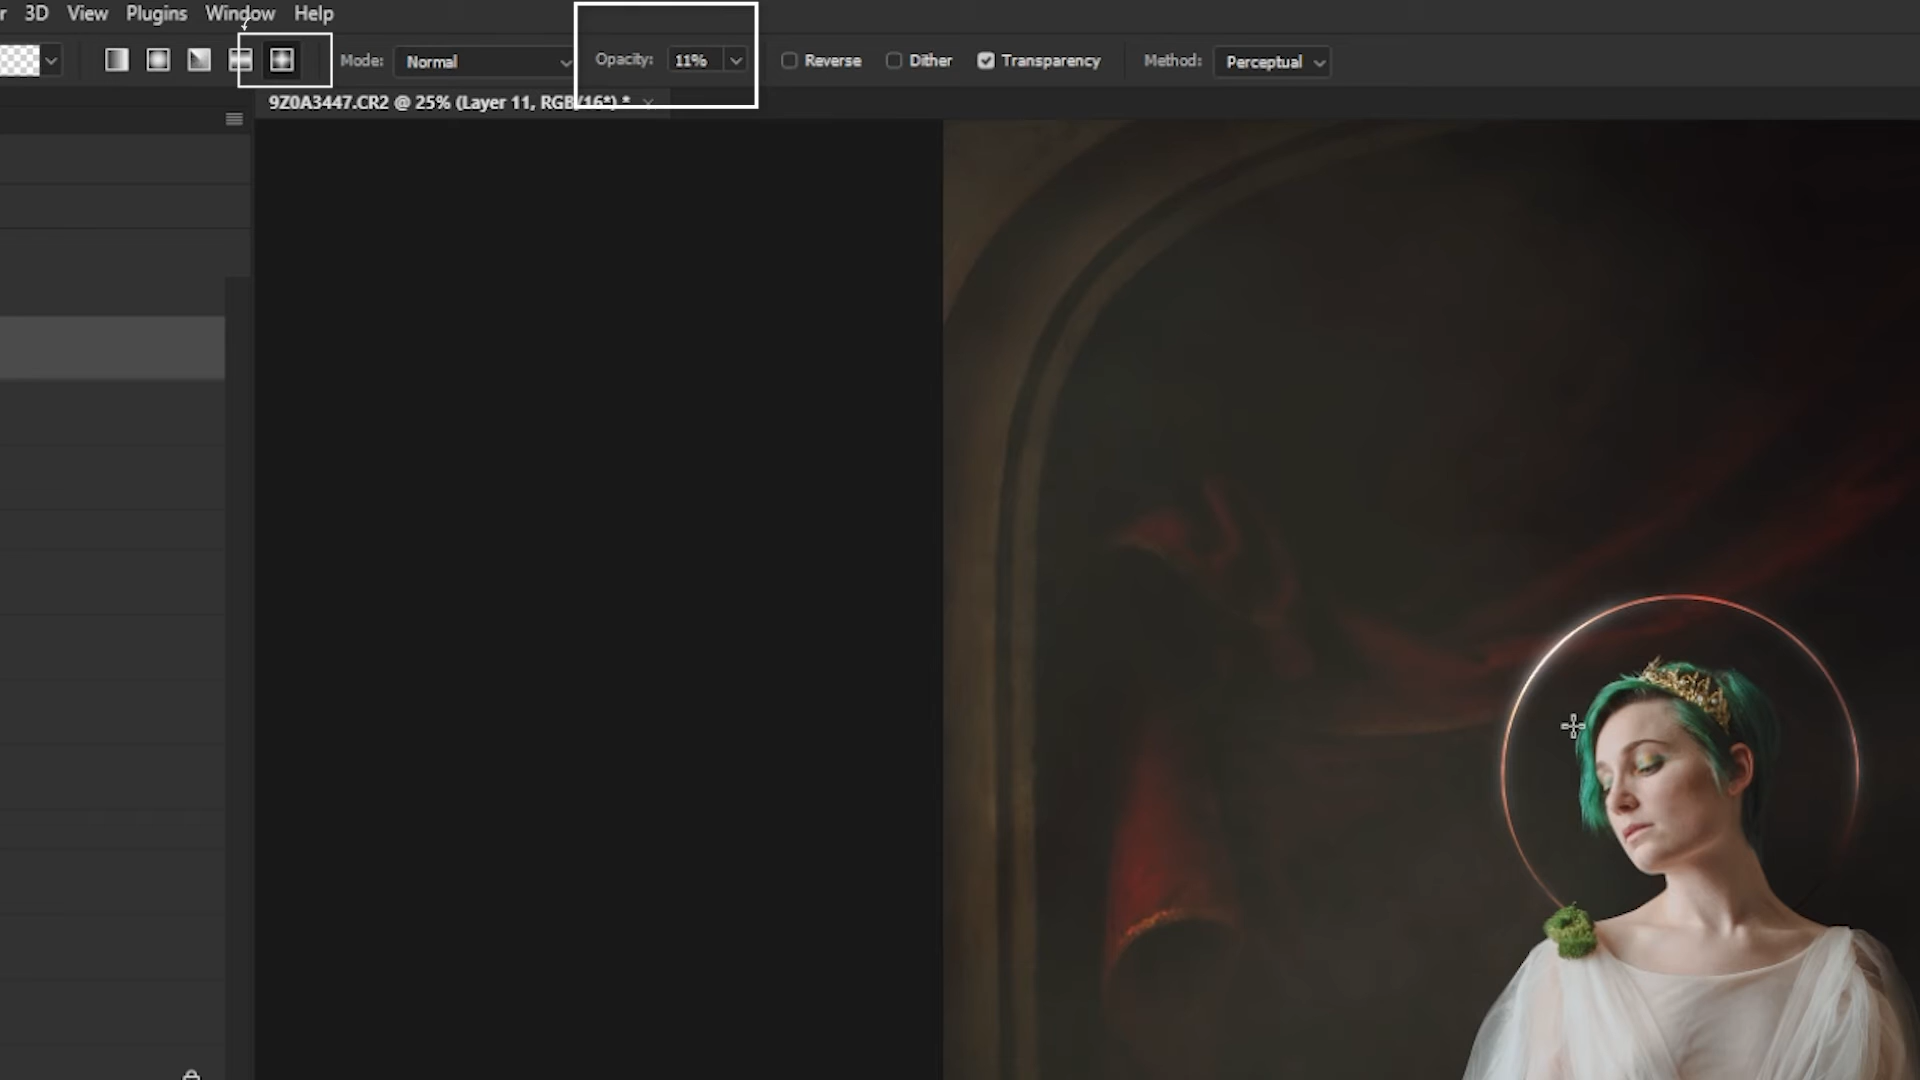 3D View Plugins Window Help
Mode: Normal Opacity: 11% Reverse Dither Transparency Method: Perceptual
9Z0A3447.CR2 @ 25% (Layer 11, RGB/16*) *